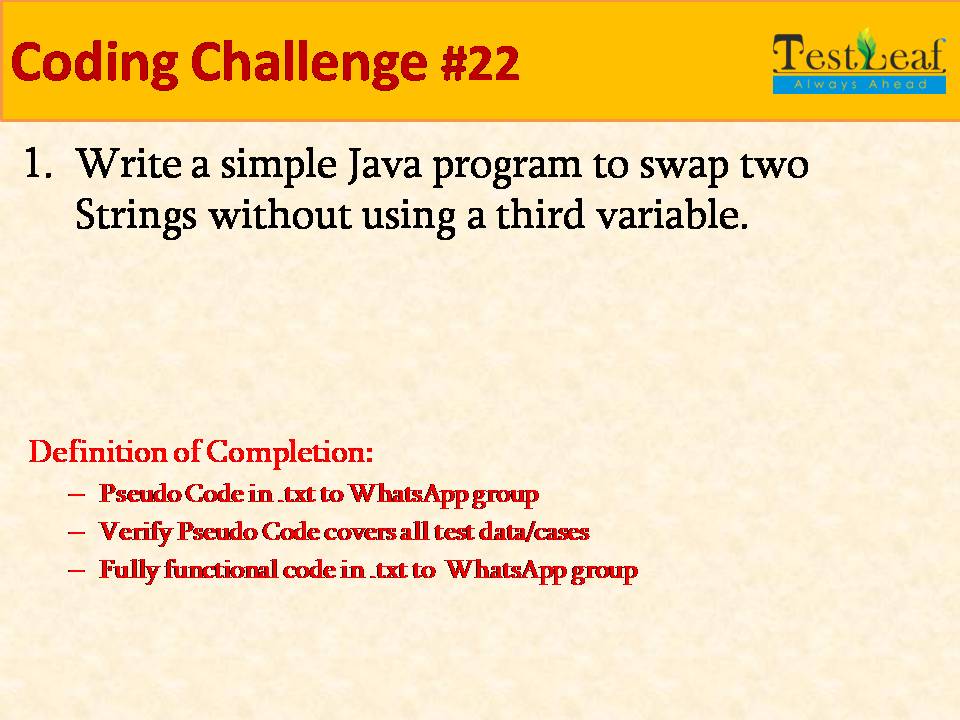 Coding Challenge #22
TestLeaf
Always Ahead
1. Write a simple Java program to swap two
Strings without using a third variable.
Definition of Completion:
– Pseudo Code in .txt to WhatsApp group
– Verify Pseudo Code covers all test data/cases
– Fully functional code in .txt to WhatsApp group